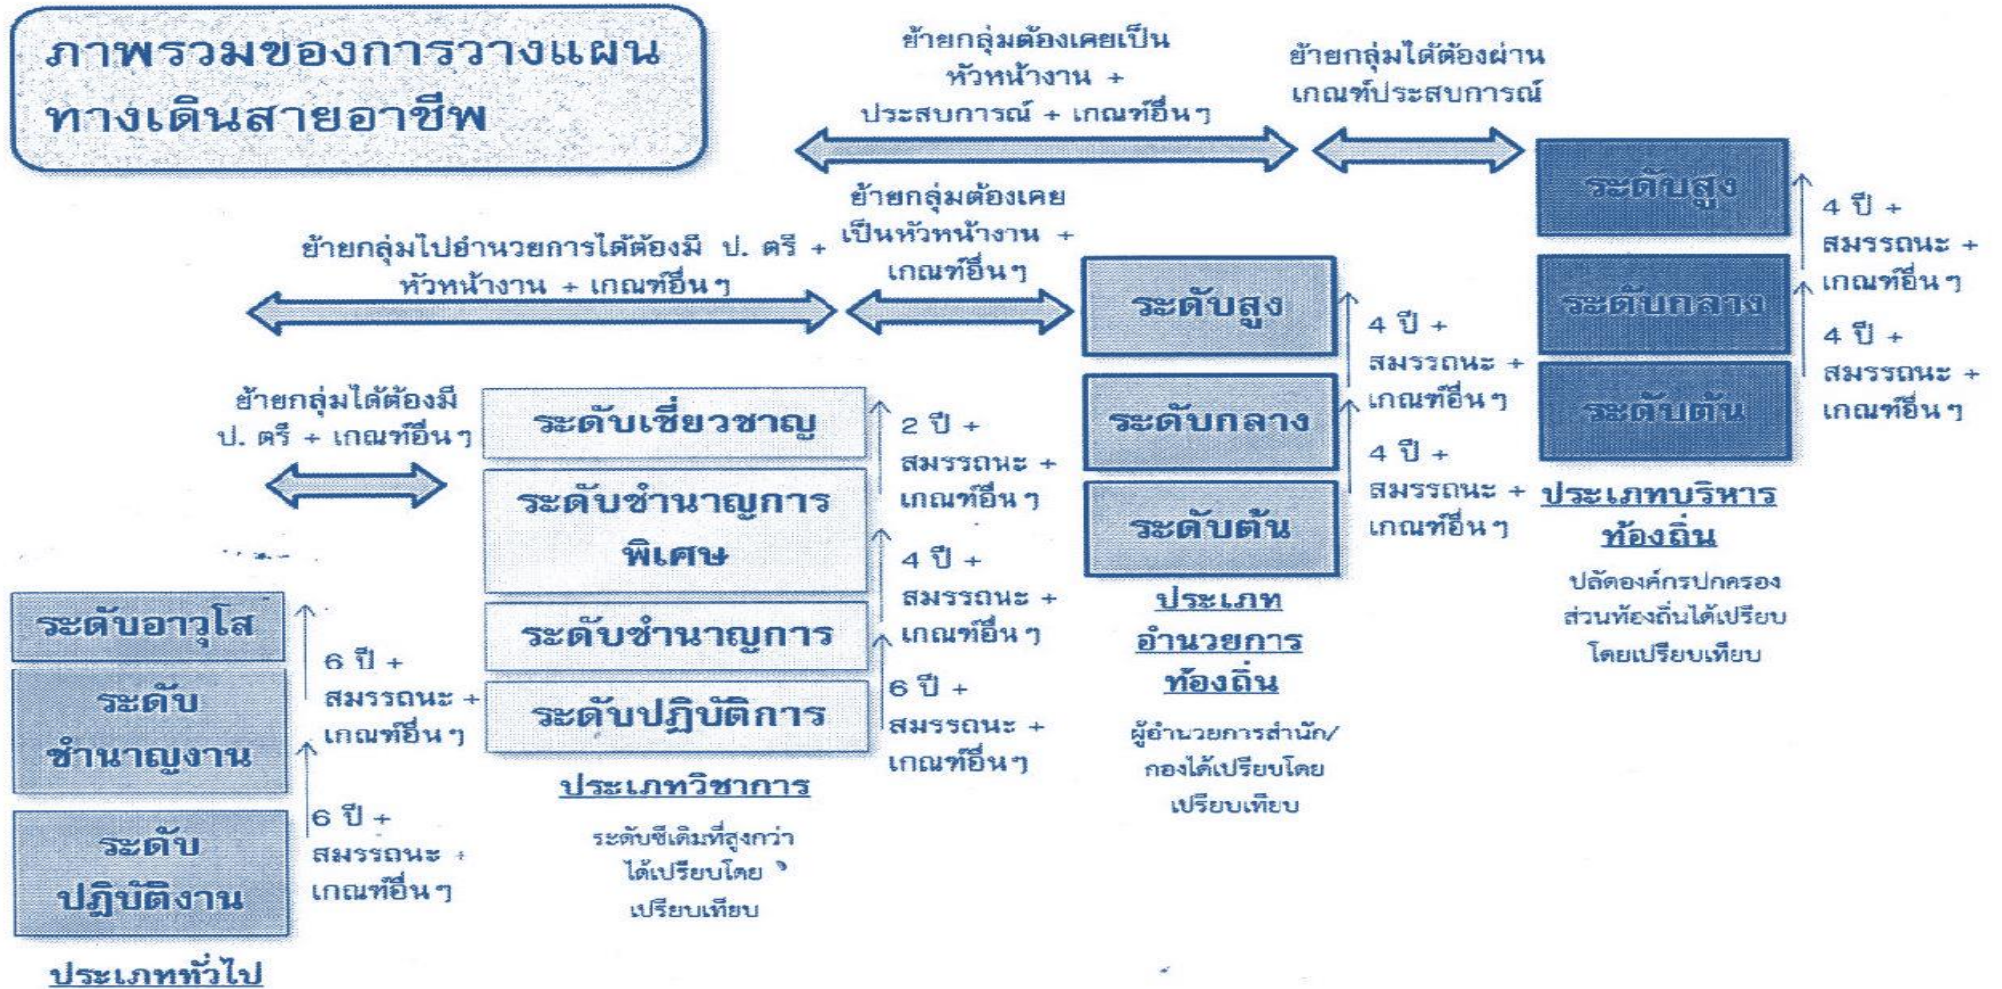 ภาพรวมของการวางแผน
ทางเดินสายอาชีพ
ย้ายกลุ่มต้องเคยเป็น
หัวหน้างาน +
ประสบการณ์ + เกณฑ์อื่นๆ
ย้ายกลุ่มได้ต้องผ่าน
เกณฑ์ประสบการณ์
ย้ายกลุ่มไปอำนวยการได้ต้องมี ป. ตรี +
หัวหน้างาน + เกณฑ์อื่นๆ
ย้ายกลุ่มต้องเคย
เป็นหัวหน้างาน +
เกณฑ์อื่นๆ
ย้ายกลุ่มได้ต้องมี
ป. ตรี + เกณฑ์อื่นๆ
ระดับอาวุโส
ระดับ
ชำนาญงาน
ระดับ
ปฏิบัติงาน
6 ปี +
สมรรถนะ +
เกณฑ์อื่นๆ
6 ปี +
สมรรถนะ +
เกณฑ์อื่นๆ
ประเภททั่วไป
ระดับเชี่ยวชาญ
ระดับชำนาญการ
พิเศษ
ระดับชำนาญการ
ระดับปฏิบัติการ
2 ปี +
สมรรถนะ +
เกณฑ์อื่นๆ
4 ปี +
สมรรถนะ +
เกณฑ์อื่นๆ
6 ปี +
สมรรถนะ +
เกณฑ์อื่นๆ
ประเภทวิชาการ
ระดับซีเดิมที่สูงกว่า
ได้เปรียบโดย
เปรียบเทียบ
ระดับสูง
ระดับกลาง
ระดับต้น
4 ปี +
สมรรถนะ +
เกณฑ์อื่นๆ
4 ปี +
สมรรถนะ +
เกณฑ์อื่นๆ
ประเภท
อำนวยการ
ท้องถิ่น
ผู้อำนวยการสำนัก/
กองได้เปรียบโดย
เปรียบเทียบ
ระดับสูง
ระดับกลาง
ระดับต้น
4 ปี +
สมรรถนะ +
เกณฑ์อื่นๆ
4 ปี +
สมรรถนะ +
เกณฑ์อื่นๆ
ประเภทบริหาร
ท้องถิ่น
ปลัดองค์กรปกครอง
ส่วนท้องถิ่นได้เปรียบ
โดยเปรียบเทียบ